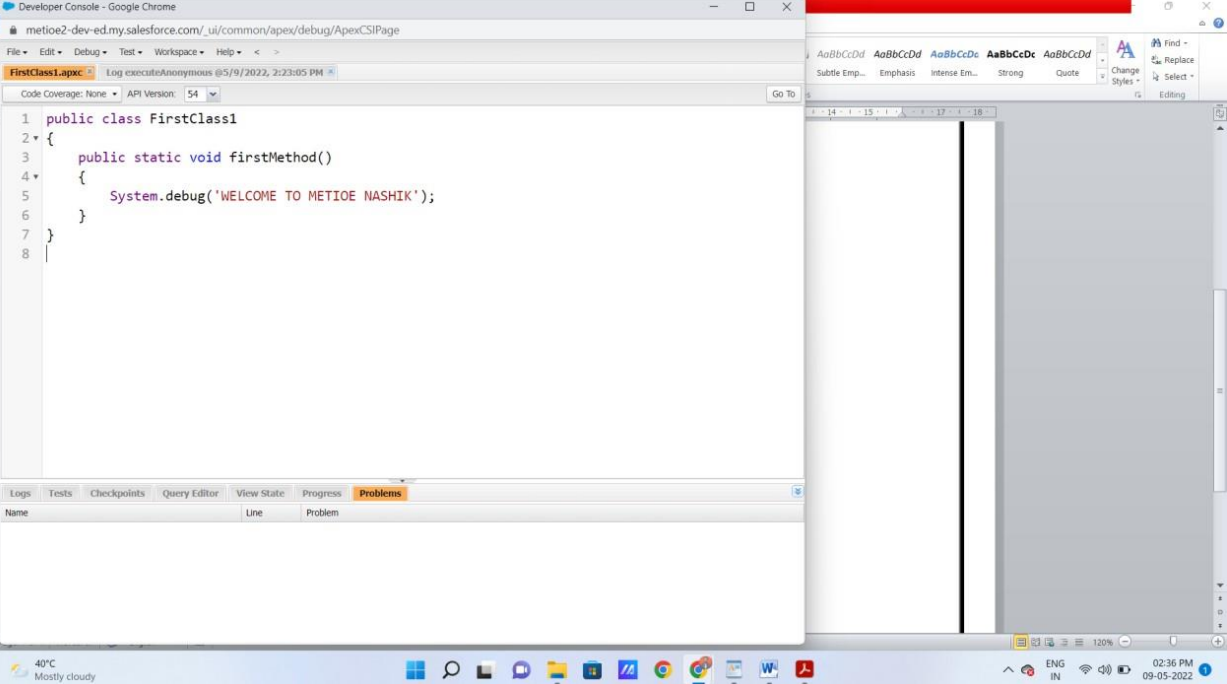 Developer Console - Google Chrome
metioe2-dev-ed.my.salesforce.com/_ui/common/apex/debug/ApexCSIPage
File Edit Debug Test Workspace Help < >
FirstClass1.apxc Log executeAnonymous @5/9/2022, 2:23:05 PM
Code Coverage: None API Version: 54 Go To
1 public class FirstClass1
2 {
3 public static void firstMethod()
4 {
5 System.debug('WELCOME TO METIOE NASHIK');
6 }
7 }
8
Logs Tests Checkpoints Query Editor View State Progress Problems
Name Line Problem
AaBbCcDd AaBbCcDd AaBbCcDc AaBbCcDc AaBbCcDd
Subtle Emp... Emphasis Intense Em... Strong Quote
Change Styles
Find
Replace
Select
Editing
14 15 17 18
120%
40°C
Mostly cloudy
ENG
IN
02:36 PM
09-05-2022
1